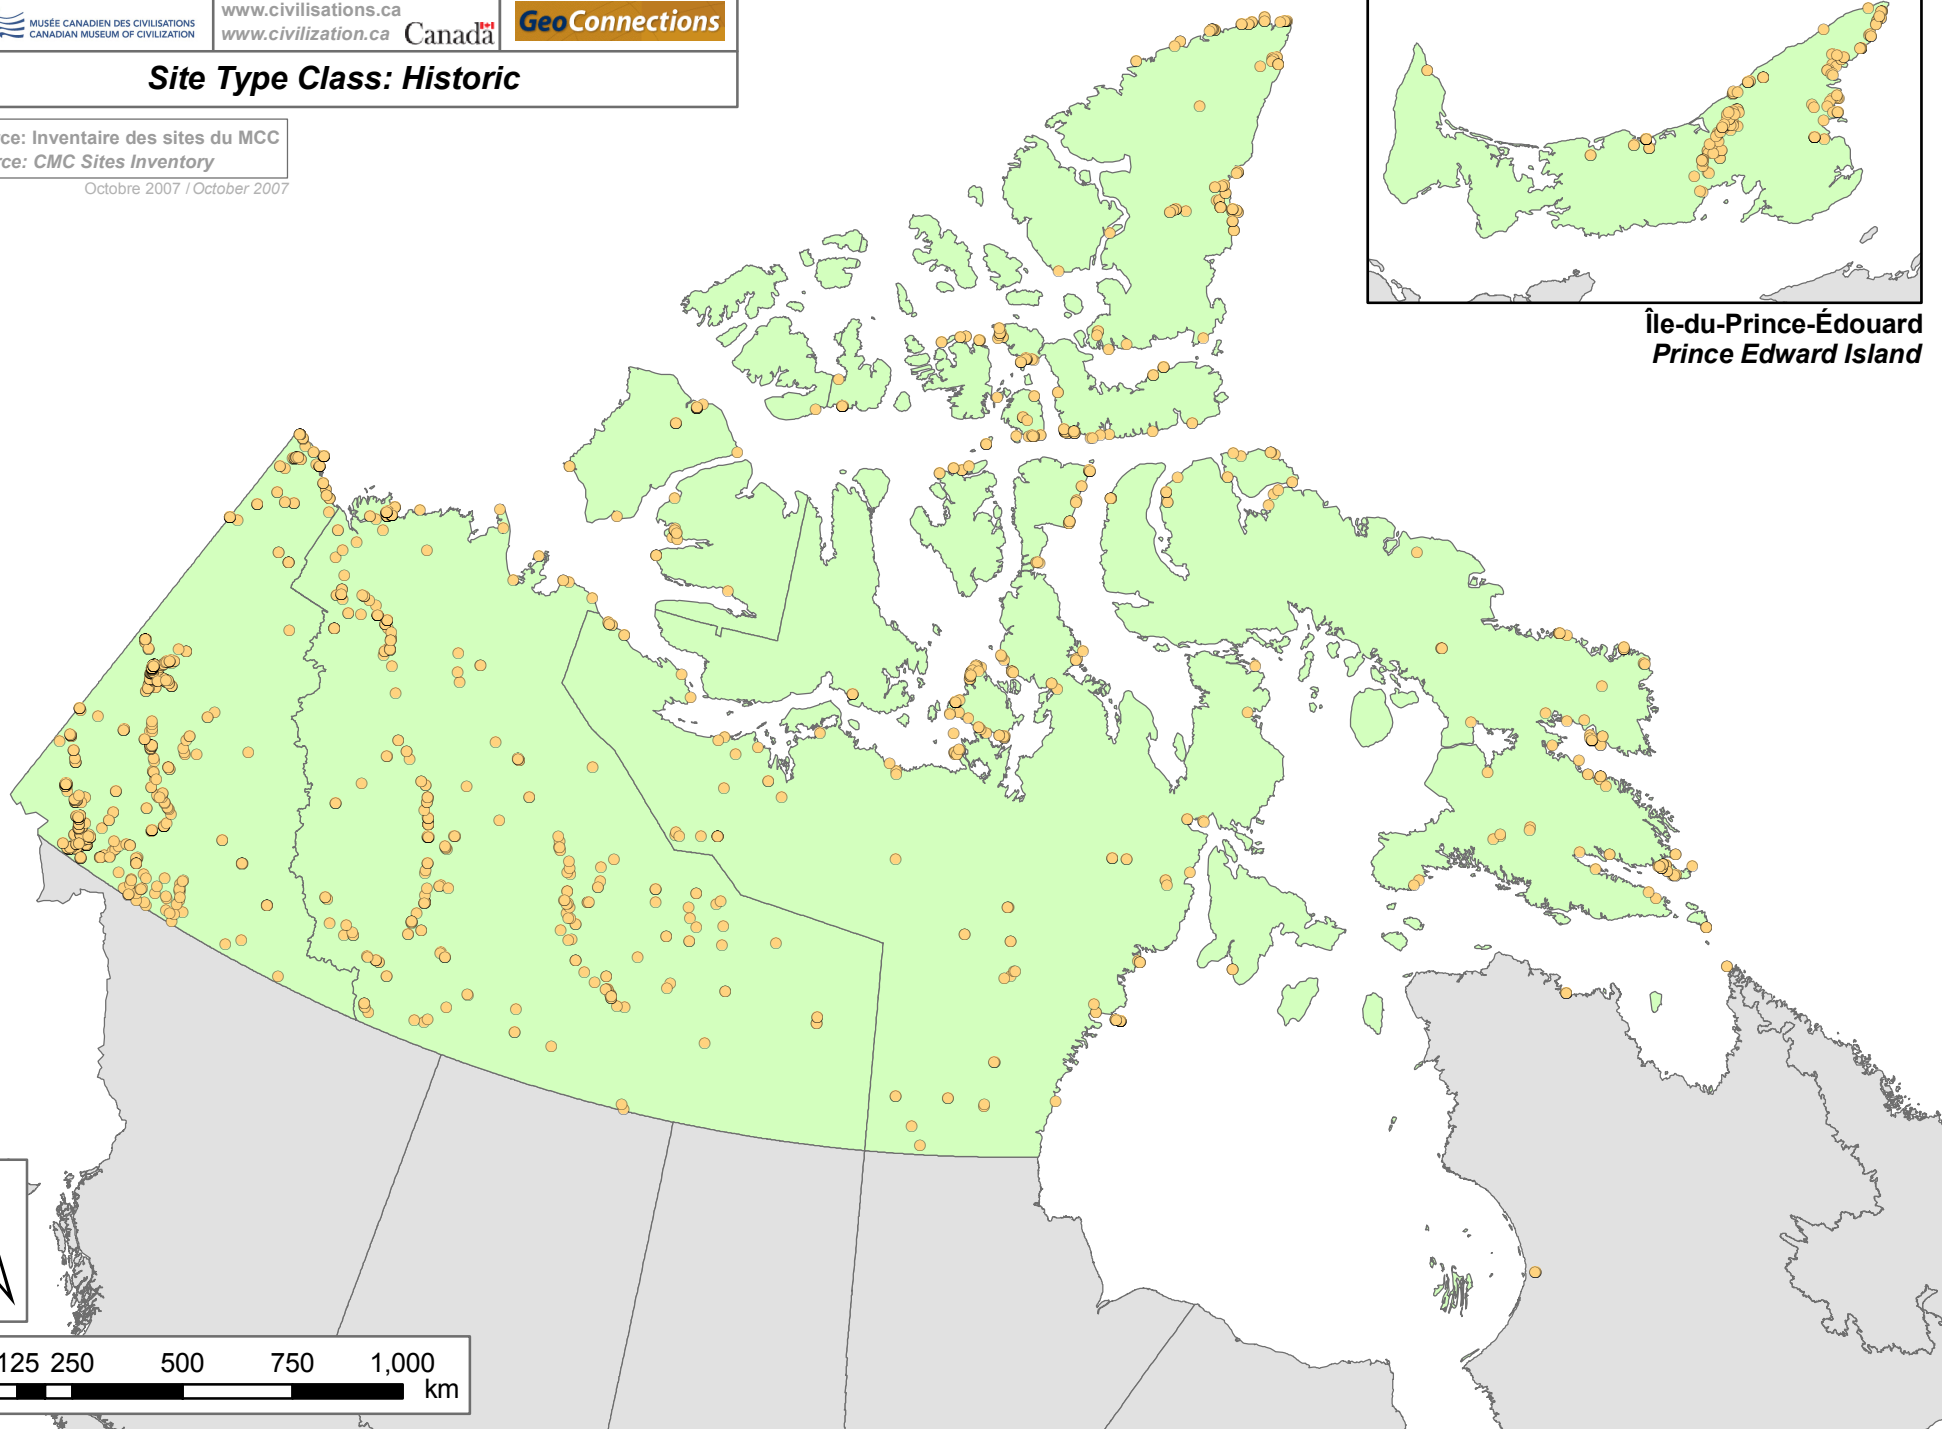 MUSÉE CANADIEN DES CIVILISATIONS
CANADIAN MUSEUM OF CIVILIZATION
www.civilisations.ca
www.civilization.ca
Canada
GeoConnections
Site Type Class: Historic
rce: Inventaire des sites du MCC
rce: CMC Sites Inventory
Octobre 2007 / October 2007
Île-du-Prince-Édouard
Prince Edward Island
125 250 500 750 1,000
km